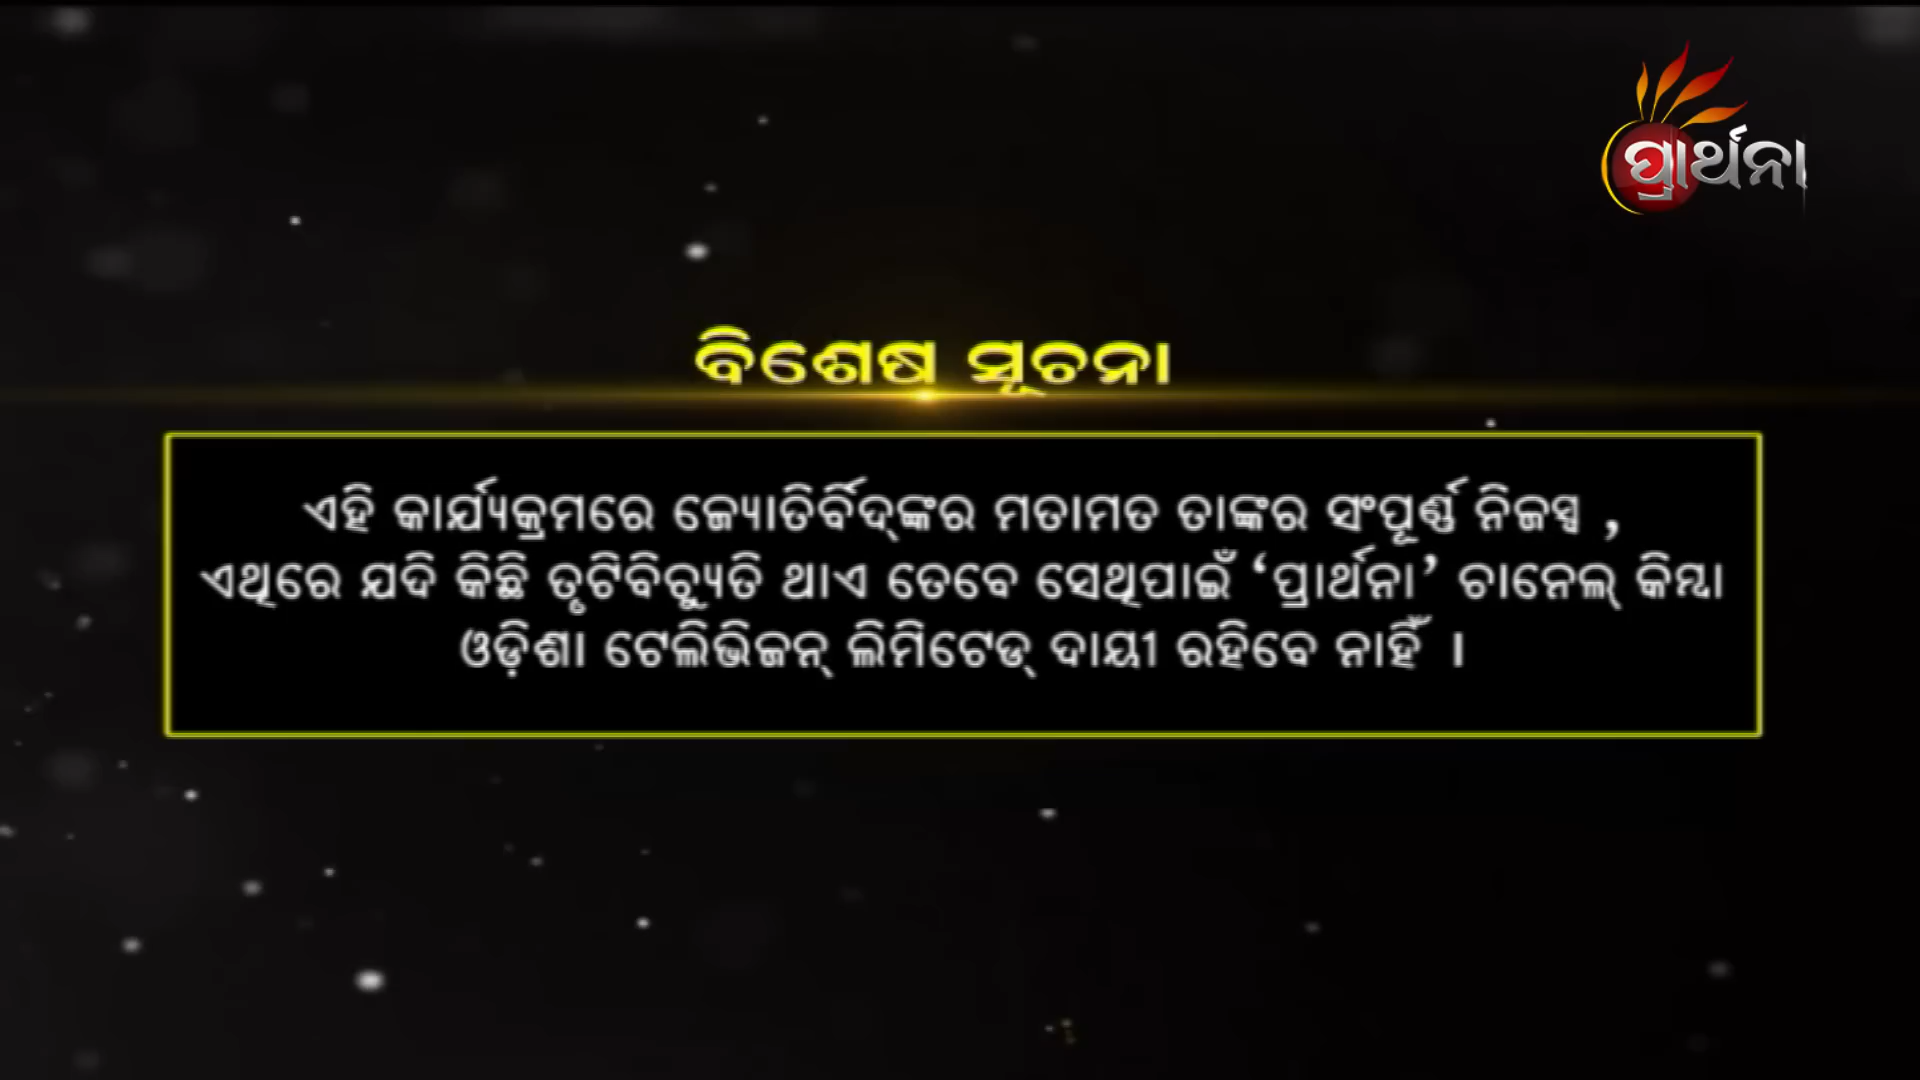 ପ୍ରାର୍ଥନା
ବିଶେଷ ସୂଚନା
ଏହି କାର୍ଯ୍ୟକ୍ରମରେ ଜ୍ୟୋତିର୍ବିଦ୍‌ଙ୍କର ମତାମତ ତାଙ୍କର ସଂପୂର୍ଣ୍ଣ ନିଜସ୍ୱ ,
ଏଥିରେ ଯଦି କିଛି ତୃଟିବିଚ୍ୟୁତି ଥାଏ ତେବେ ସେଥିପାଇଁ ‘ପ୍ରାର୍ଥନା’ ଚାନେଲ୍ କିମ୍ବା
ଓଡ଼ିଶା ଟେଲିଭିଜନ୍ ଲିମିଟେଡ୍ ଦାୟୀ ରହିବେ ନାହିଁ ।